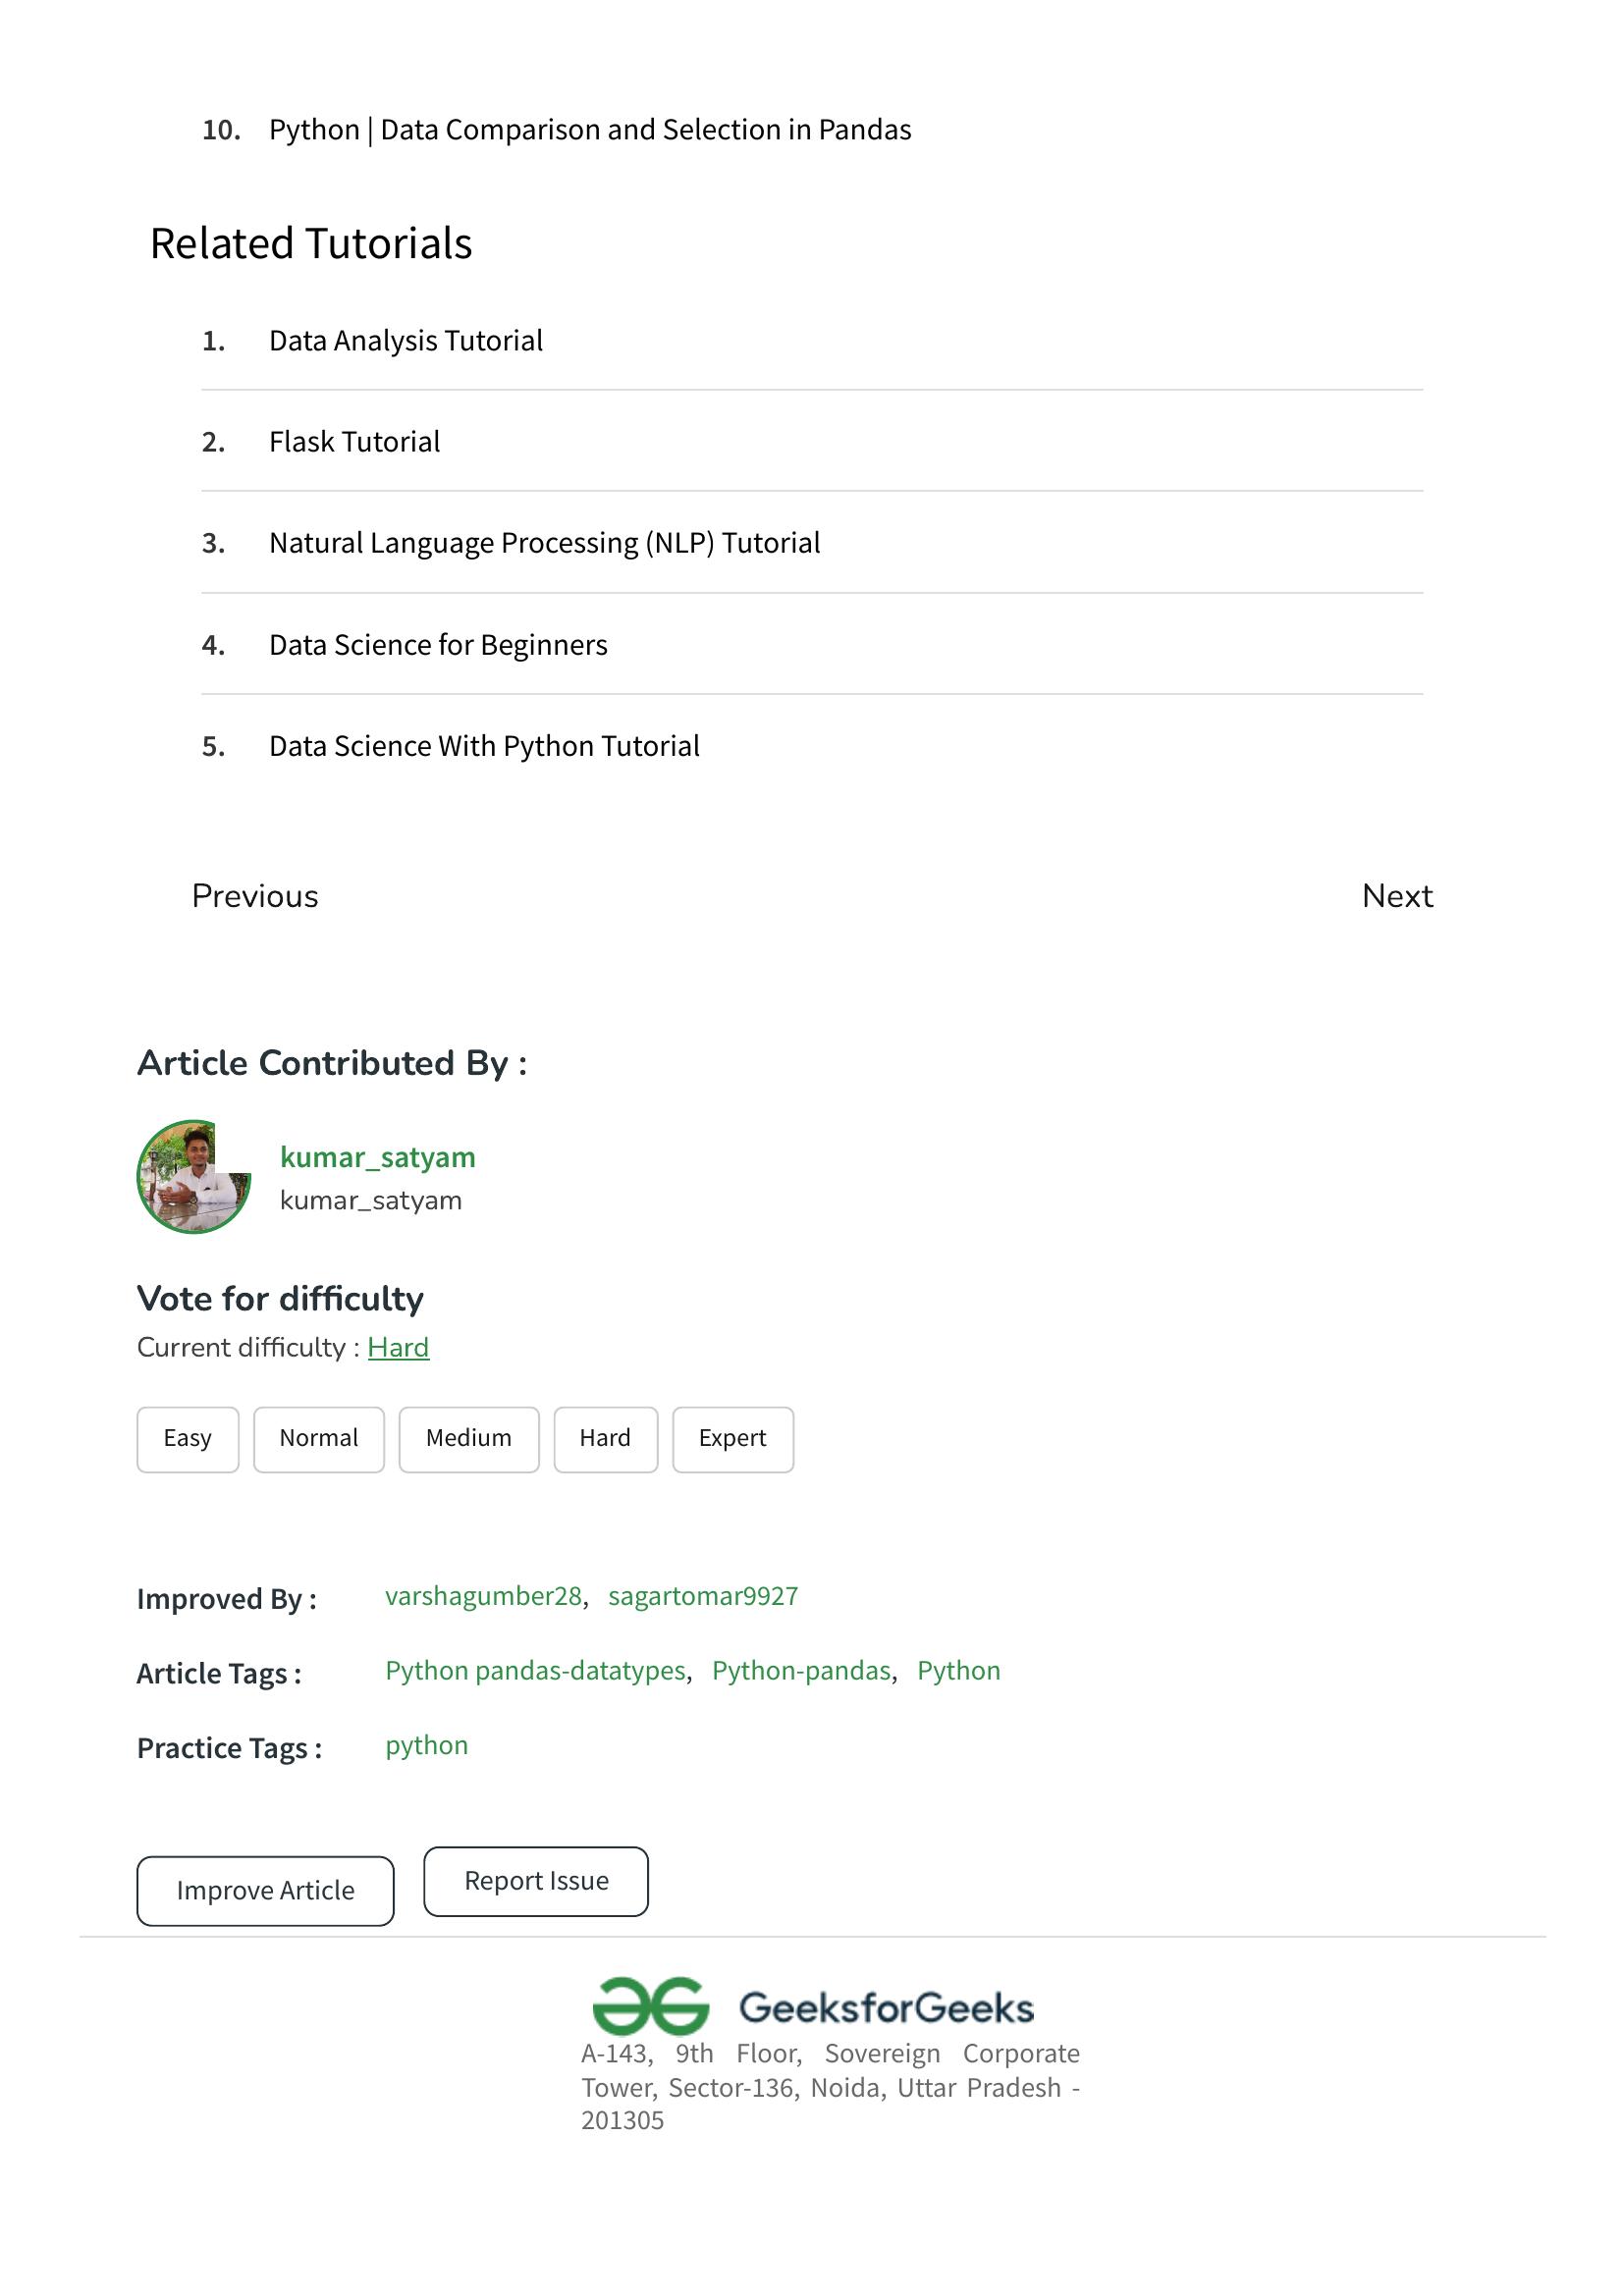 10. Python | Data Comparison and Selection in Pandas
Related Tutorials
1. Data Analysis Tutorial
2. Flask Tutorial
3. Natural Language Processing (NLP) Tutorial
4. Data Science for Beginners
5. Data Science With Python Tutorial
Previous Next
Article Contributed By :
kumar_satyam
kumar_satyam
Vote for difficulty
Current difficulty : Hard
Easy Normal Medium Hard Expert
Improved By : varshagumber28, sagartomar9927
Article Tags : Python pandas-datatypes, Python-pandas, Python
Practice Tags : python
Improve Article Report Issue
GeeksforGeeks
A-143, 9th Floor, Sovereign Corporate
Tower, Sector-136, Noida, Uttar Pradesh -
201305